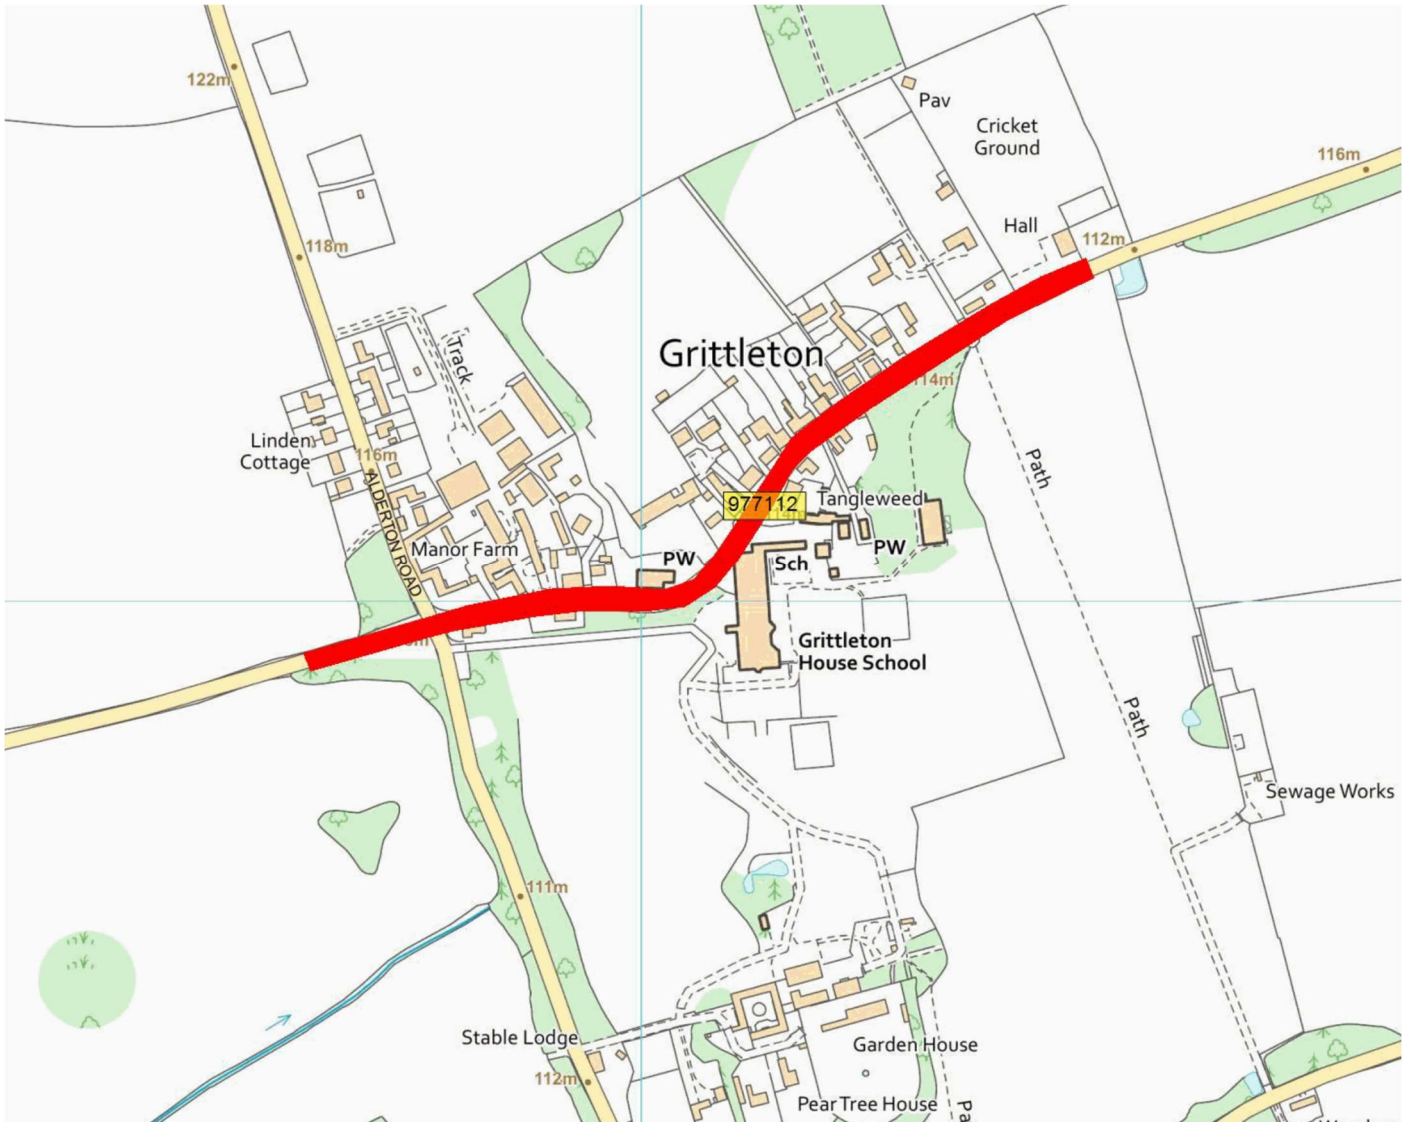 122m
Pav
Cricket
Ground
116m
Hall
112m
118m
Grittleton
Track
114m
Linden
Cottage
116m
ALDERTON ROAD
977112
Tangleweed
Manor Farm
PW
Sch
PW
Path
Grittleton
House School
Path
Sewage Works
111m
Stable Lodge
Garden House
112m
Pear Tree House